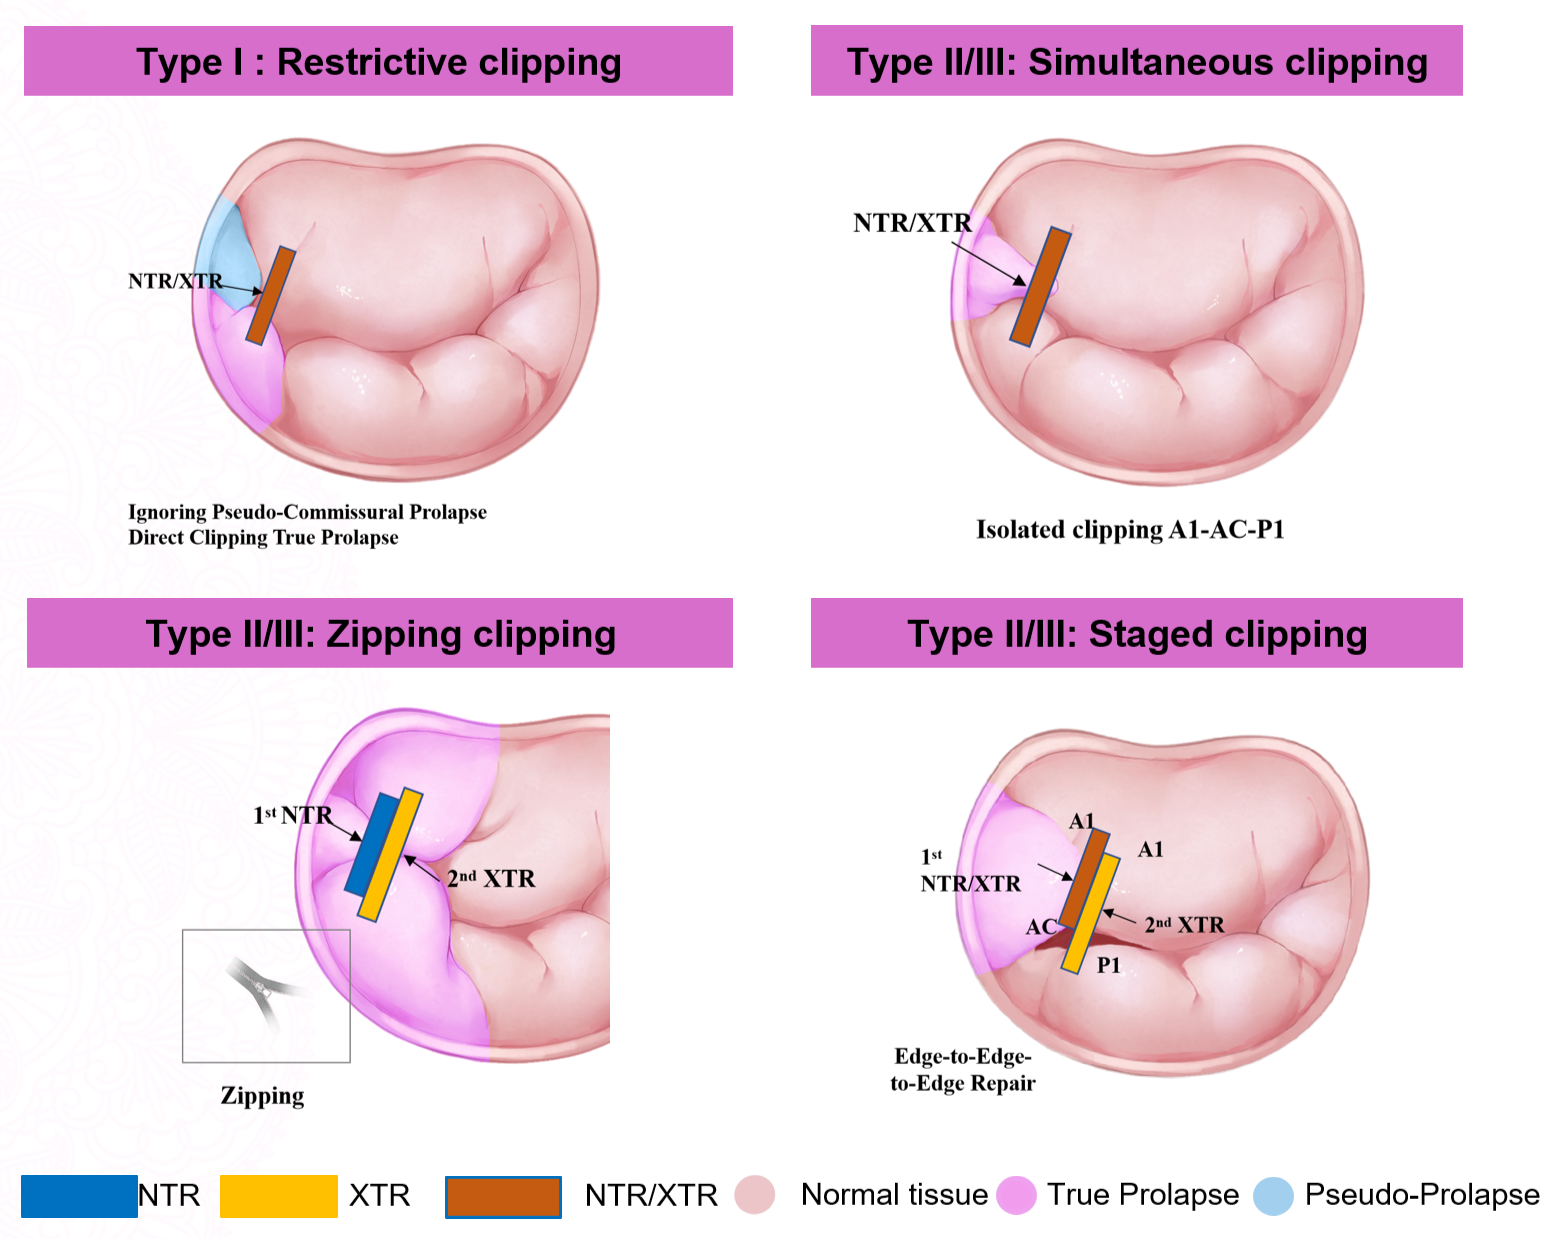 Type I : Restrictive clipping
NTR/XTR
Ignoring Pseudo-Commissural Prolapse
Direct Clipping True Prolapse
Type II/III: Simultaneous clipping
NTR/XTR
Isolated clipping A1-AC-P1
Type II/III: Zipping clipping
1st NTR
2nd XTR
Zipping
Type II/III: Staged clipping
A1
A1
1st
NTR/XTR
AC
2nd XTR
P1
Edge-to-Edge-
to-Edge Repair
NTR XTR NTR/XTR Normal tissue True Prolapse Pseudo-Prolapse